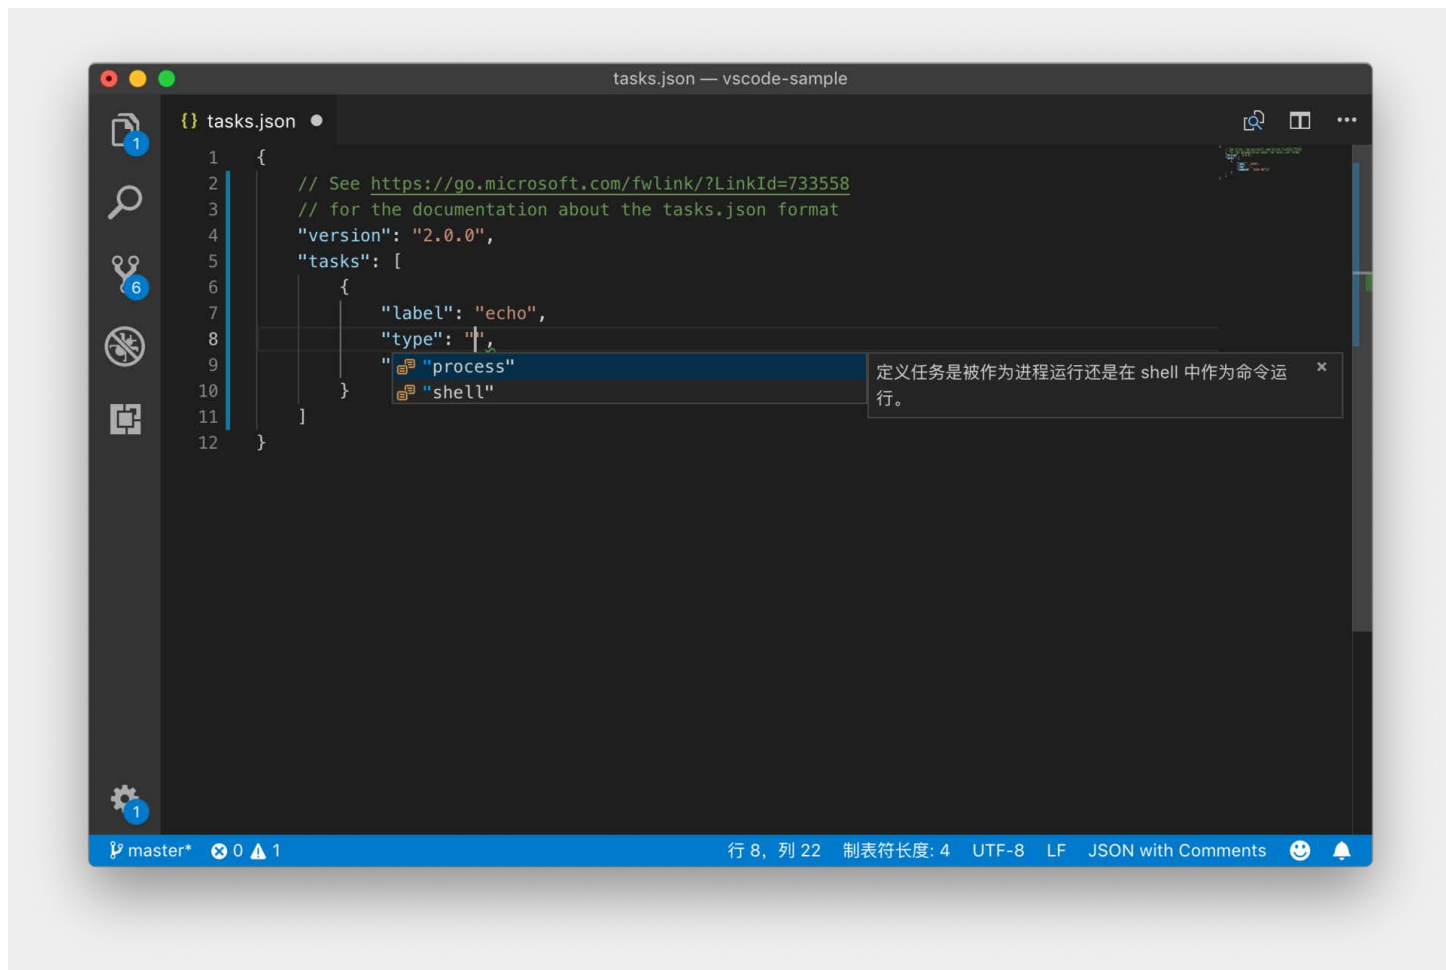 tasks.json — vscode-sample
{} tasks.json
1
1 {
2 // See https://go.microsoft.com/fwlink/?LinkId=733558
3 // for the documentation about the tasks.json format
4 "version": "2.0.0",
5 "tasks": [
6
6 {
7 "label": "echo",
8 "type": "",
9 "
"process"
定义任务是被作为进程运行还是在 shell 中作为命令运
行。
10 }
"shell"
11 ]
12 }
1
master* 0 1 行 8，列 22 制表符长度: 4 UTF-8 LF JSON with Comments